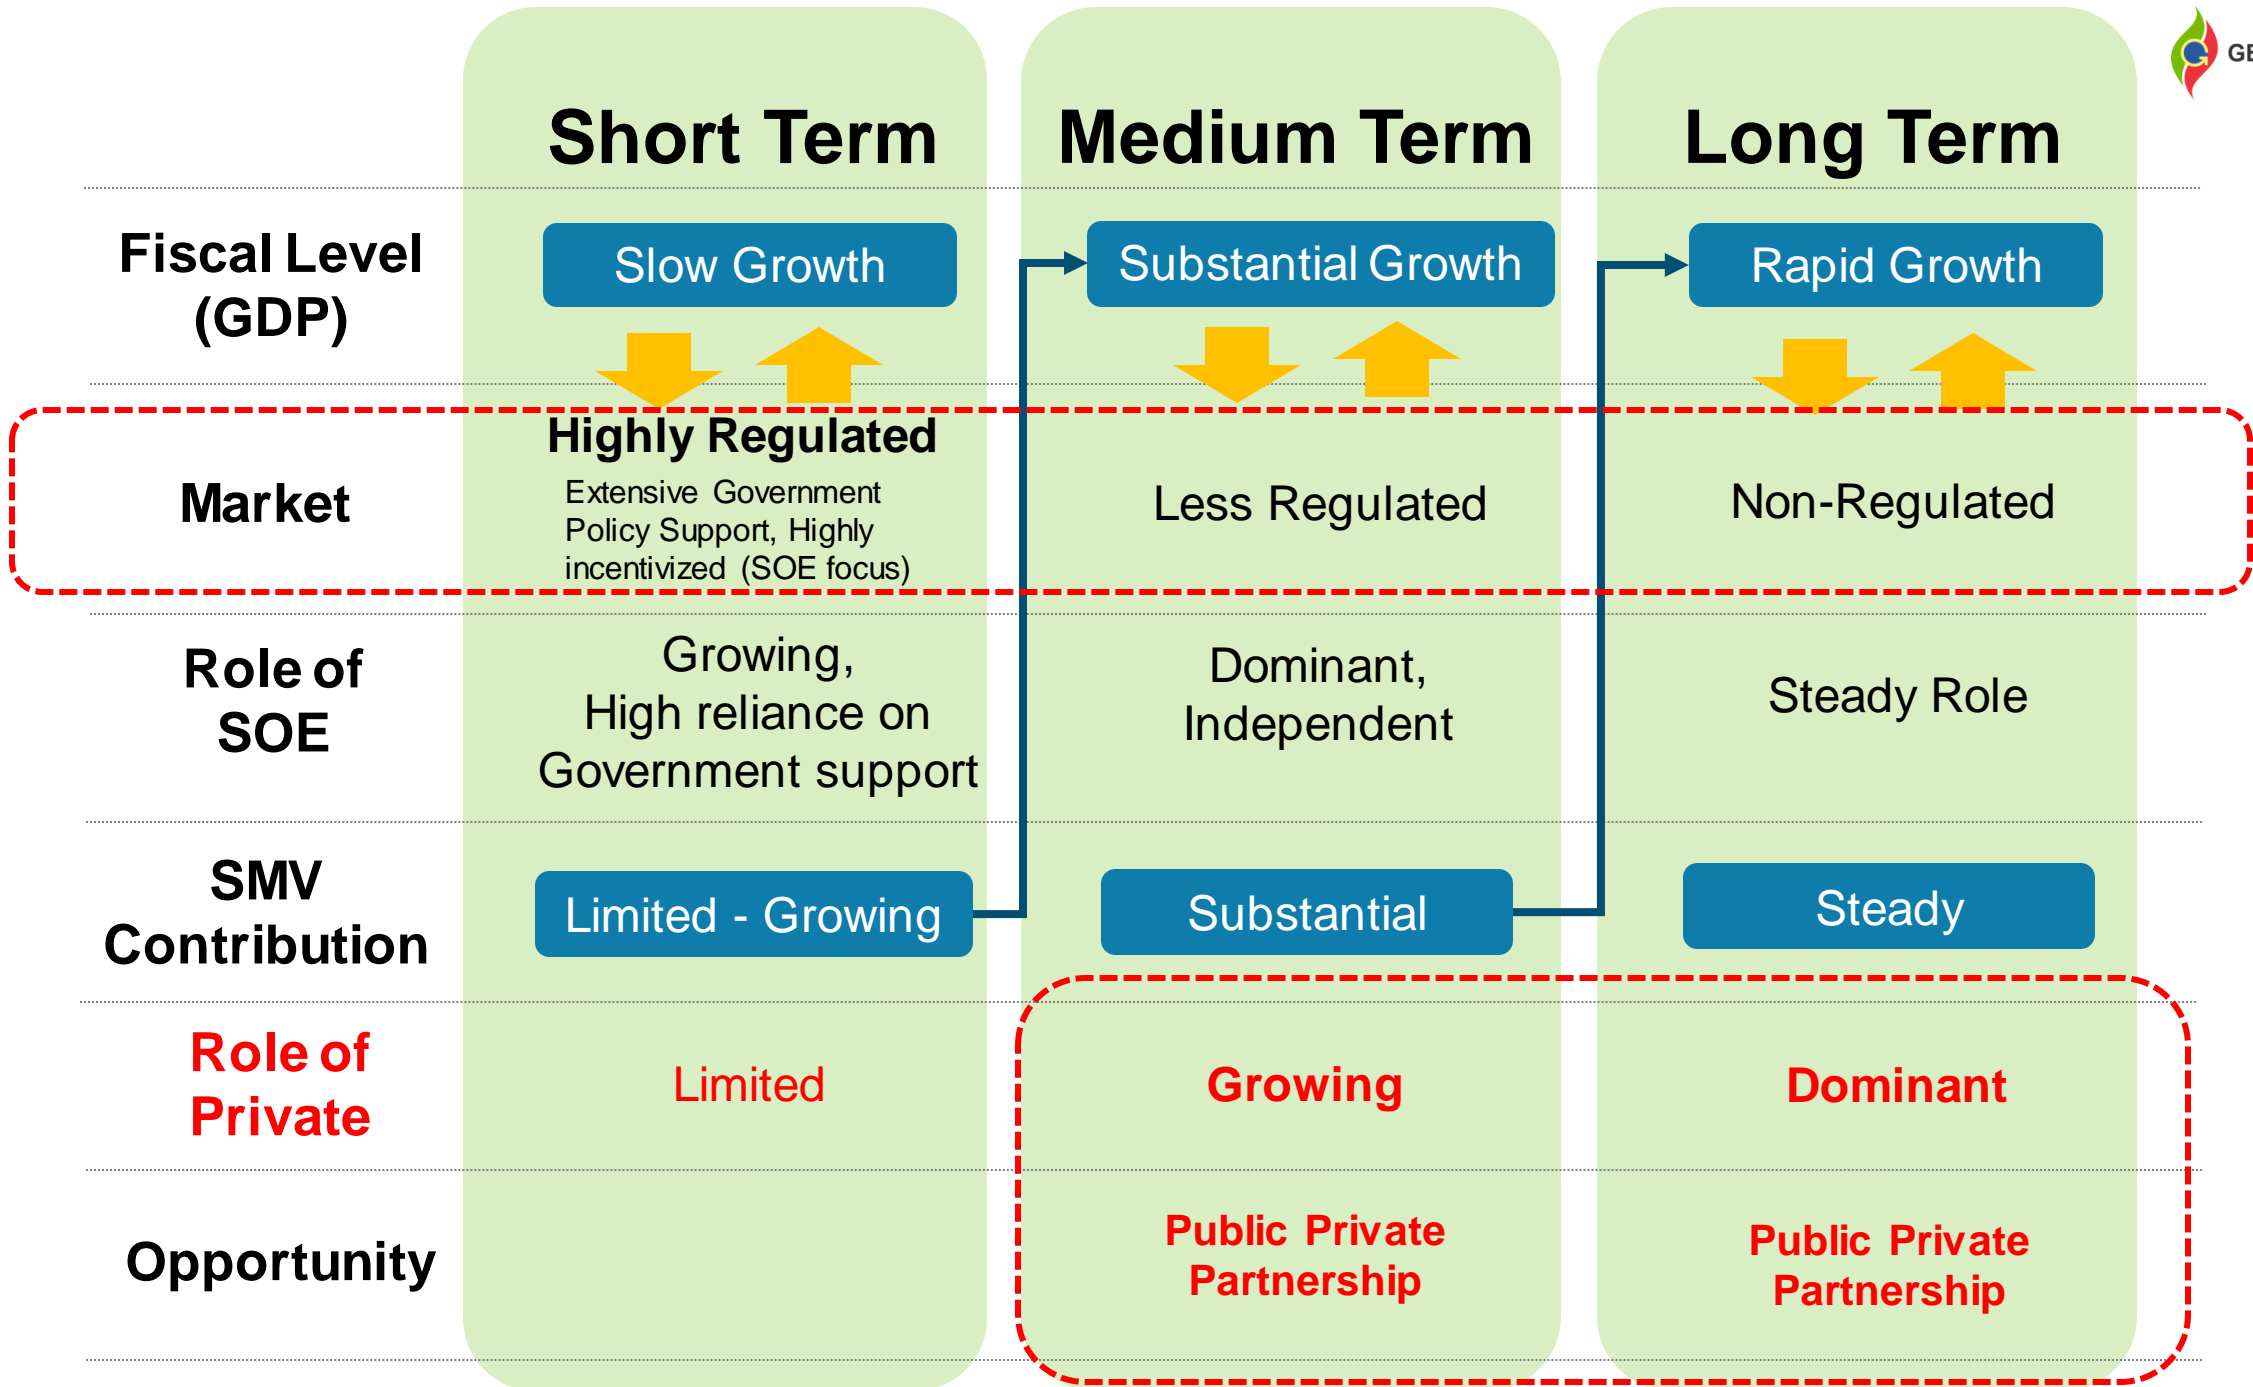 GE
Short Term
Medium Term
Long Term
Fiscal Level
(GDP)
Slow Growth
Substantial Growth
Rapid Growth
Market
Highly Regulated
Extensive Government
Policy Support, Highly
incentivized (SOE focus)
Less Regulated
Non-Regulated
Role of
SOE
Growing,
High reliance on
Government support
Dominant,
Independent
Steady Role
SMV
Contribution
Limited - Growing
Substantial
Steady
Role of
Private
Limited
Growing
Dominant
Opportunity
Public Private
Partnership
Public Private
Partnership